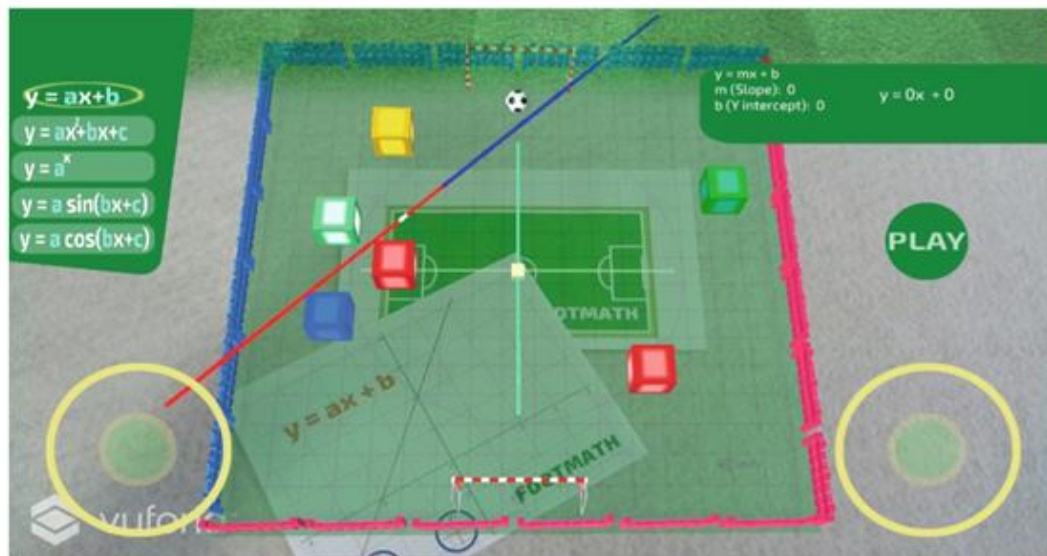 y = ax+b
y = ax²+bx+c
y = aˣ
y = a sin(bx+c)
y = a cos(bx+c)
y = mx + b
m (Slope): 0
b (Y intercept): 0
y = 0x + 0
PLAY
OTMATH
y = ax + b
FOOTMATH
vuforia